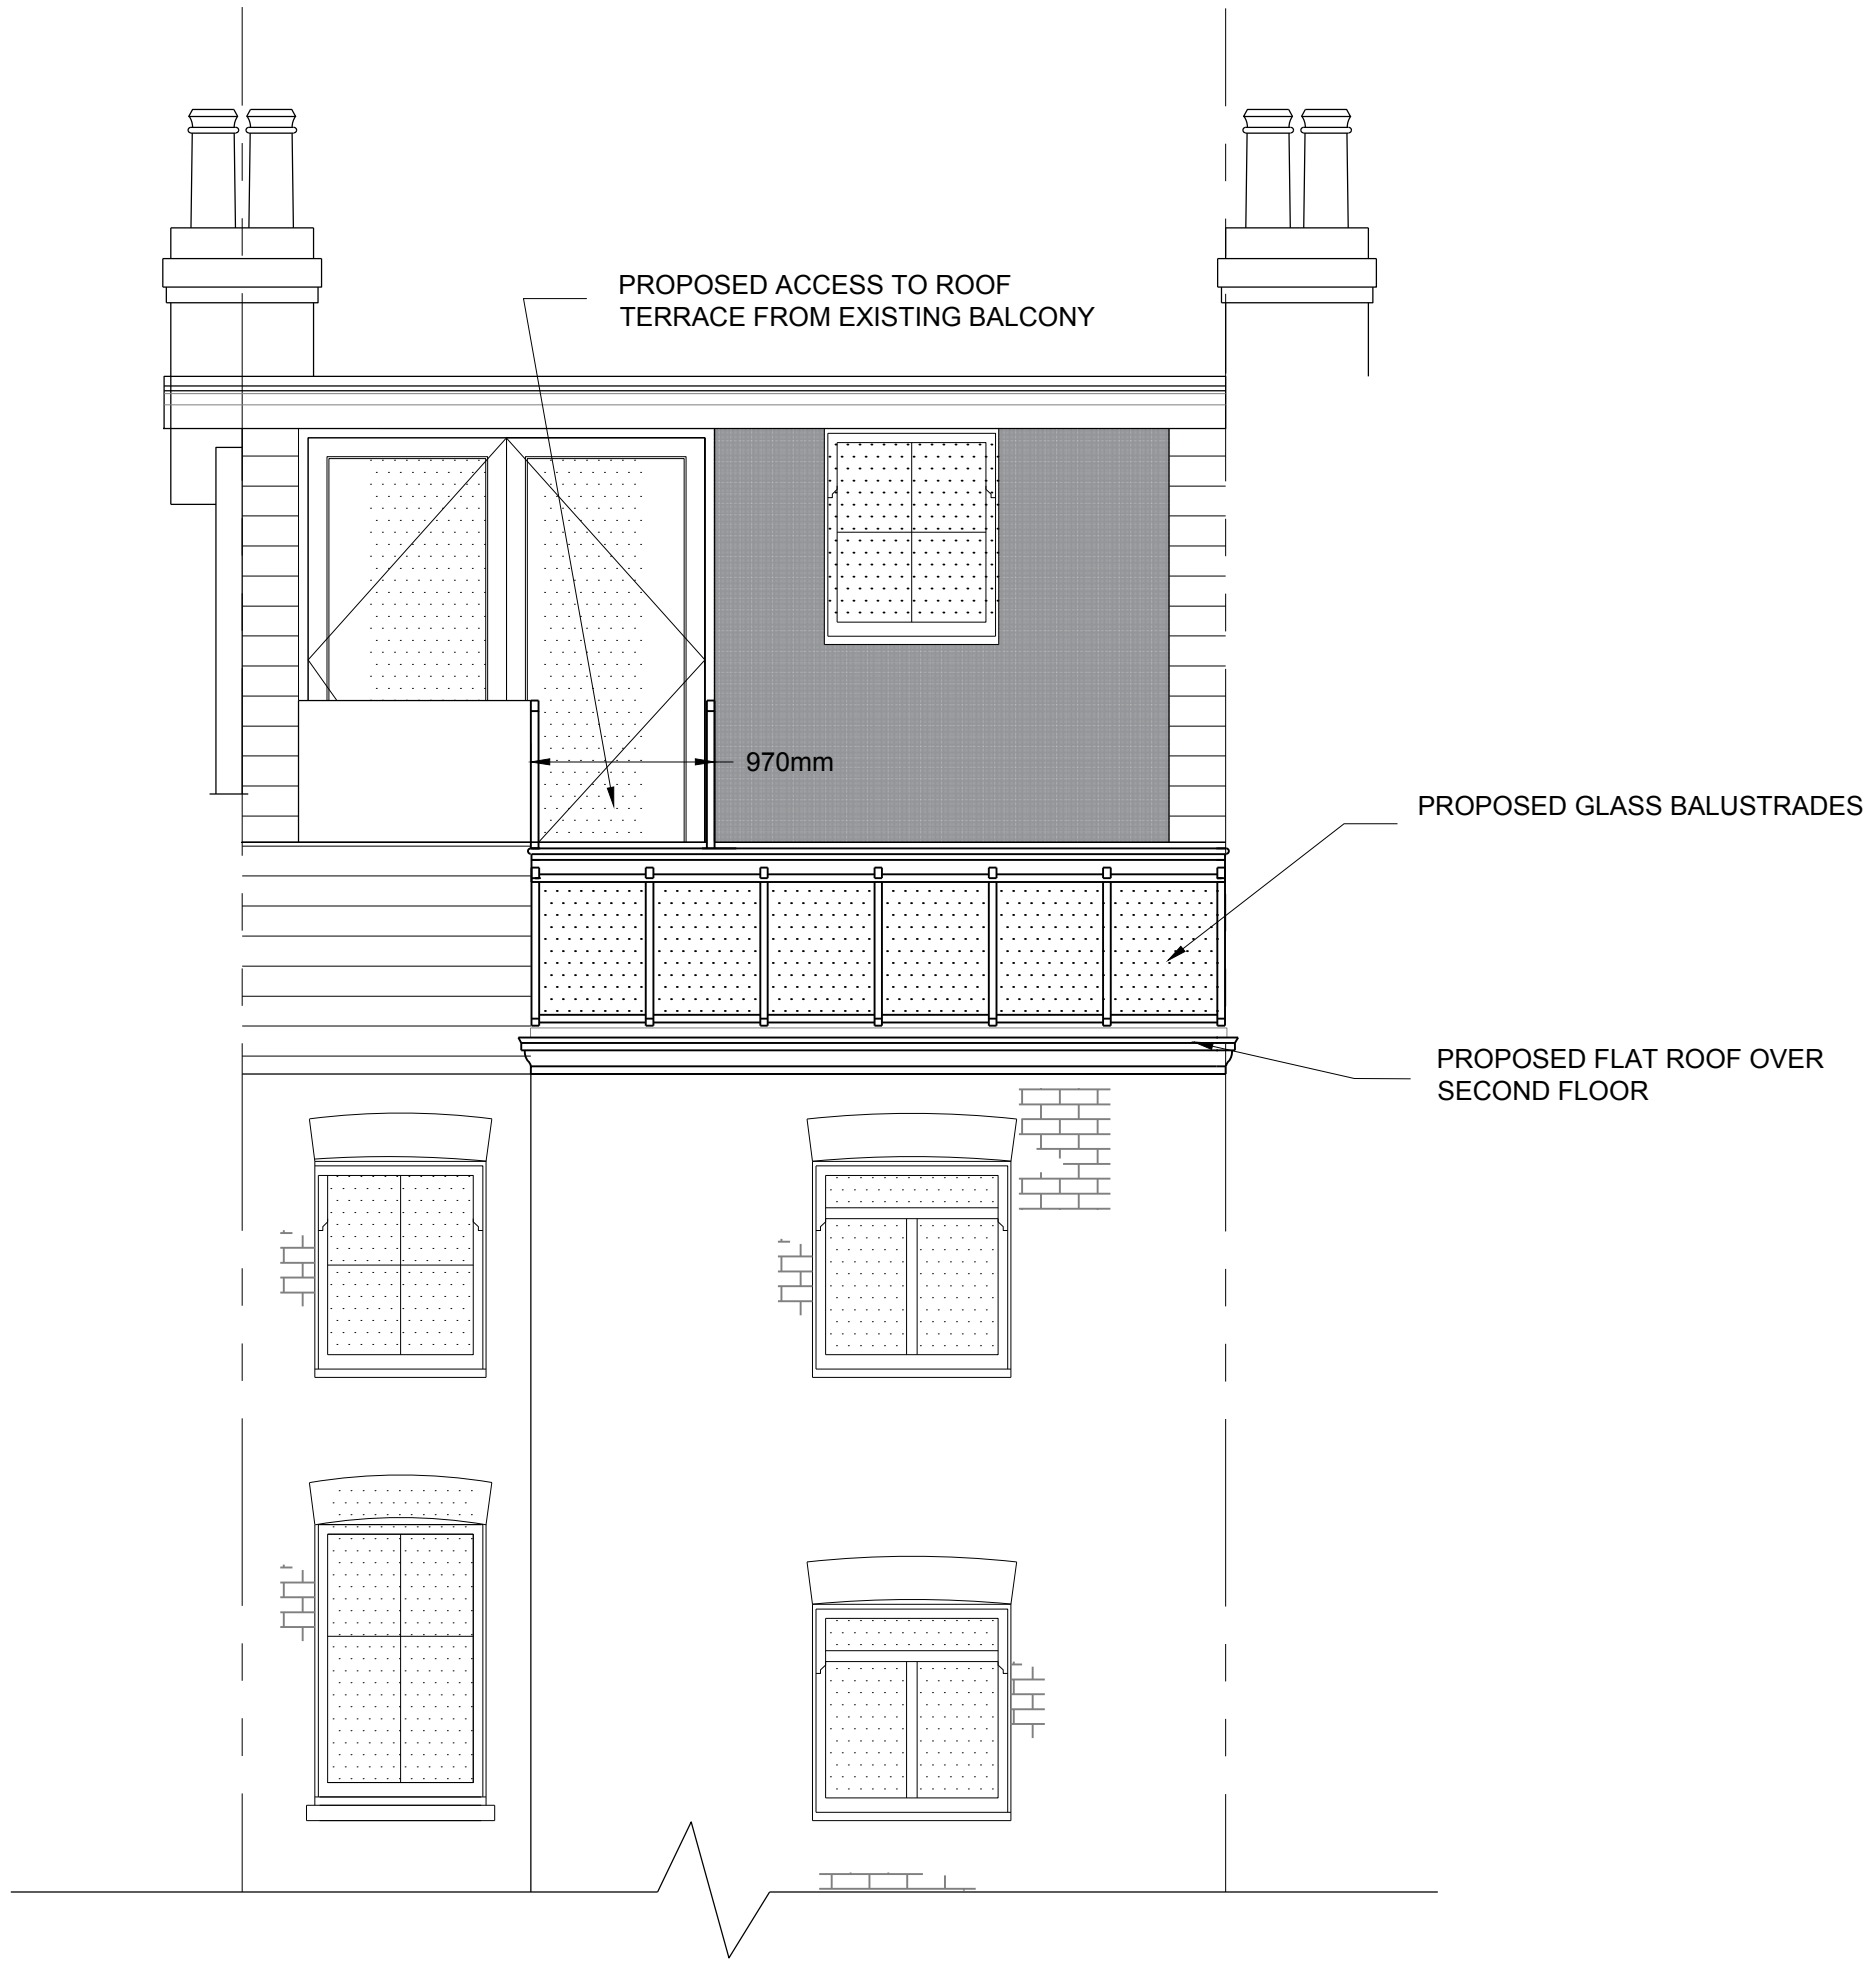 PROPOSED ACCESS TO ROOF
TERRACE FROM EXISTING BALCONY
970mm
PROPOSED GLASS BALUSTRADES
PROPOSED FLAT ROOF OVER
SECOND FLOOR